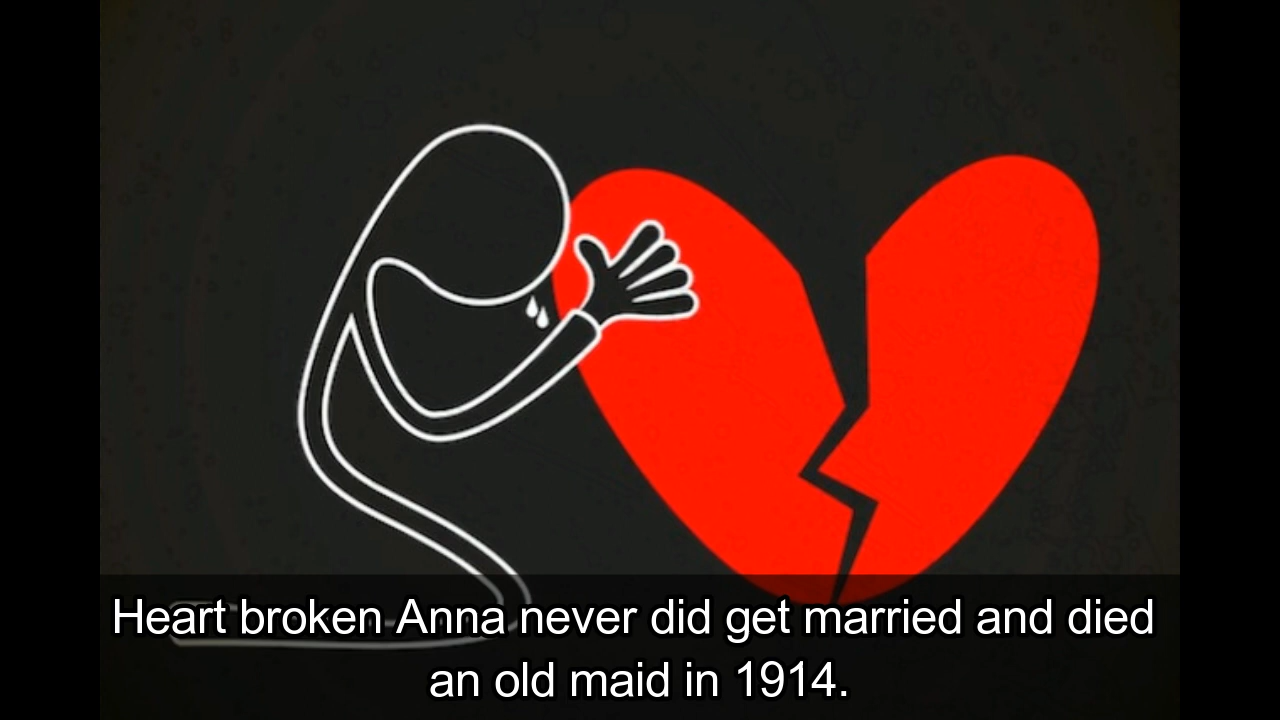 Heart broken Anna never did get married and died
an old maid in 1914.